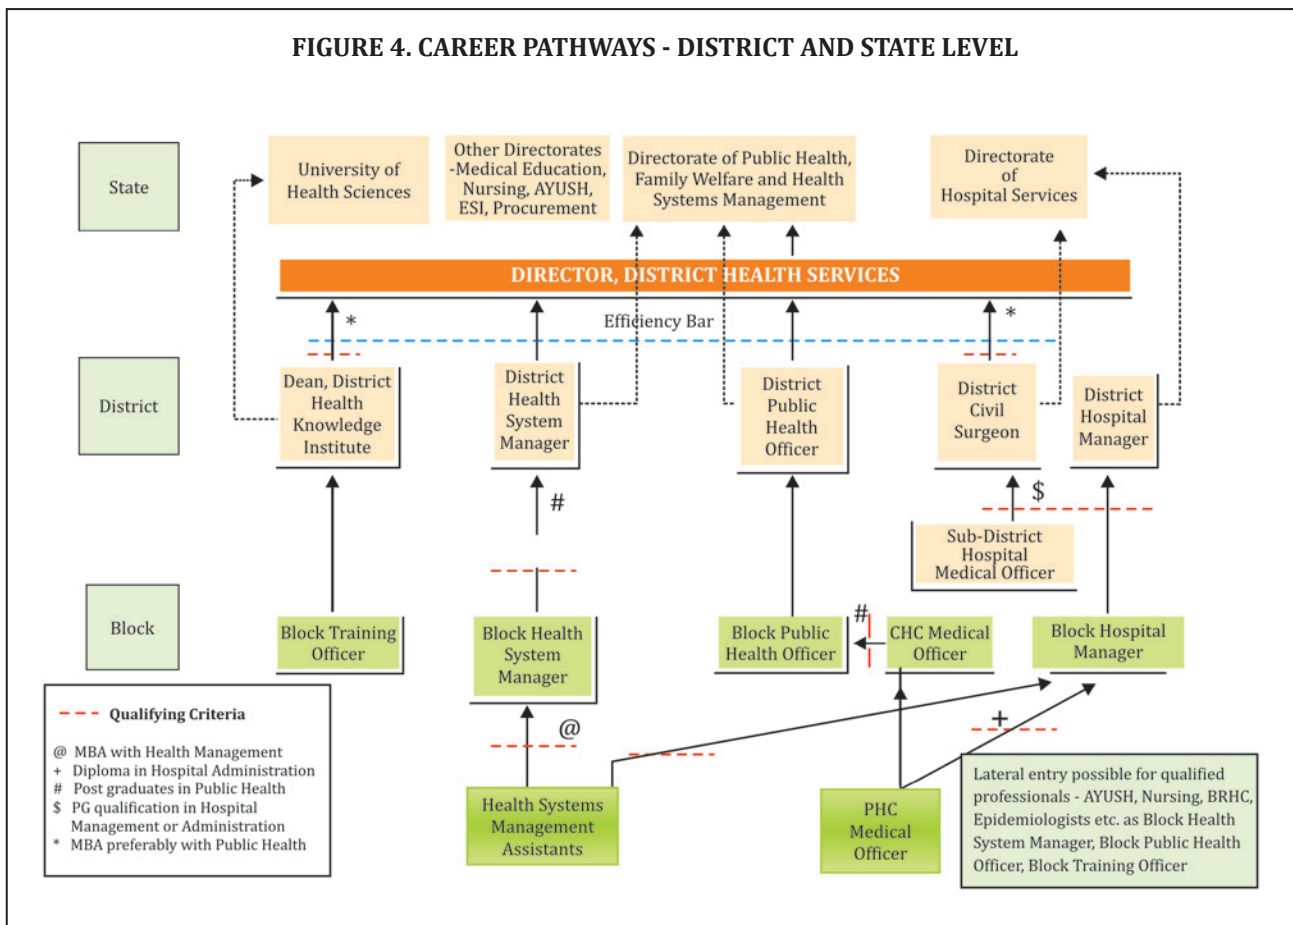 FIGURE 4. CAREER PATHWAYS - DISTRICT AND STATE LEVEL
State
University of
Health Sciences
Other Directorates
-Medical Education,
Nursing, AYUSH,
ESI, Procurement
Directorate of Public Health,
Family Welfare and Health
Systems Management
Directorate
of
Hospital Services
DIRECTOR, DISTRICT HEALTH SERVICES
*
Efficiency Bar
*
District
Dean, District
Health
Knowledge
Institute
District
Health
System
Manager
District
Public
Health
Officer
District
Civil
Surgeon
District
Hospital
Manager
#
$
Sub-District
Hospital
Medical Officer
Block
Block Training
Officer
Block Health
System
Manager
Block Public
Health Officer
#
CHC Medical
Officer
Block Hospital
Manager
@
+
Health Systems
Management
Assistants
PHC
Medical
Officer
Qualifying Criteria
@ MBA with Health Management
+ Diploma in Hospital Administration
# Post graduates in Public Health
$ PG qualification in Hospital
Management or Administration
* MBA preferably with Public Health
Lateral entry possible for qualified
professionals - AYUSH, Nursing, BRHC,
Epidemiologists etc. as Block Health
System Manager, Block Public Health
Officer, Block Training Officer